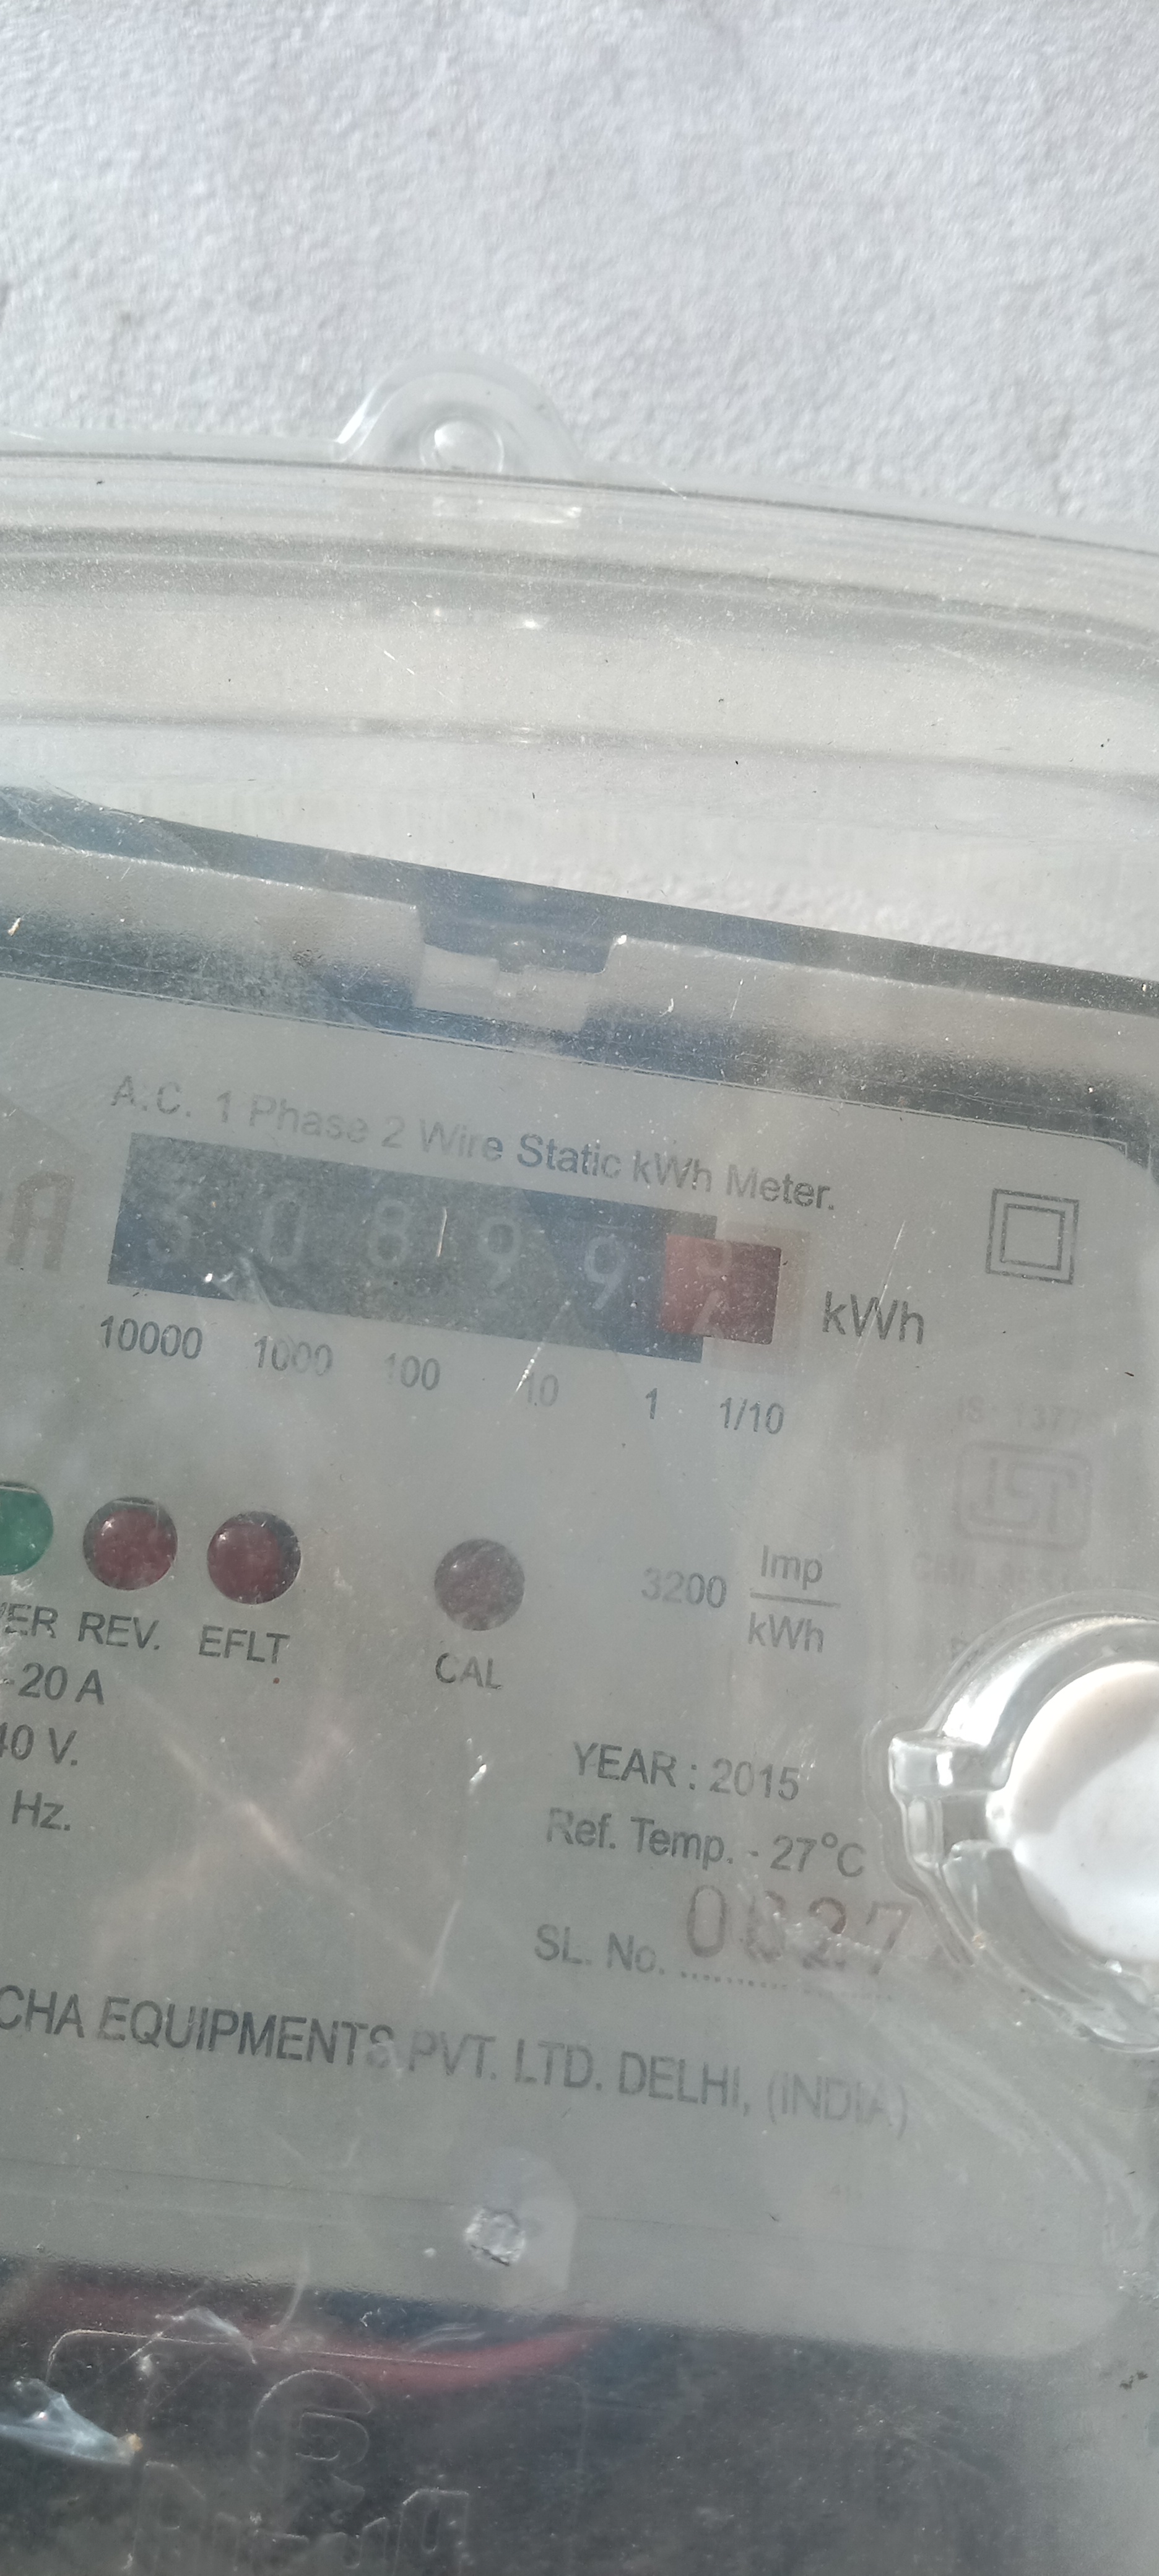 A.C. 1 Phase 2 Wire Static kWh Meter.
3 0 8 9 9
kWh
10000 1000 100 10 1 1/10
3200 Imp
kWh
REV. EFLT
CAL
20 A
V.
Hz.
YEAR : 2015
Ref. Temp. - 27°C
SL. No.
EQUIPMENTS PVT. LTD. DELHI, (INDIA)